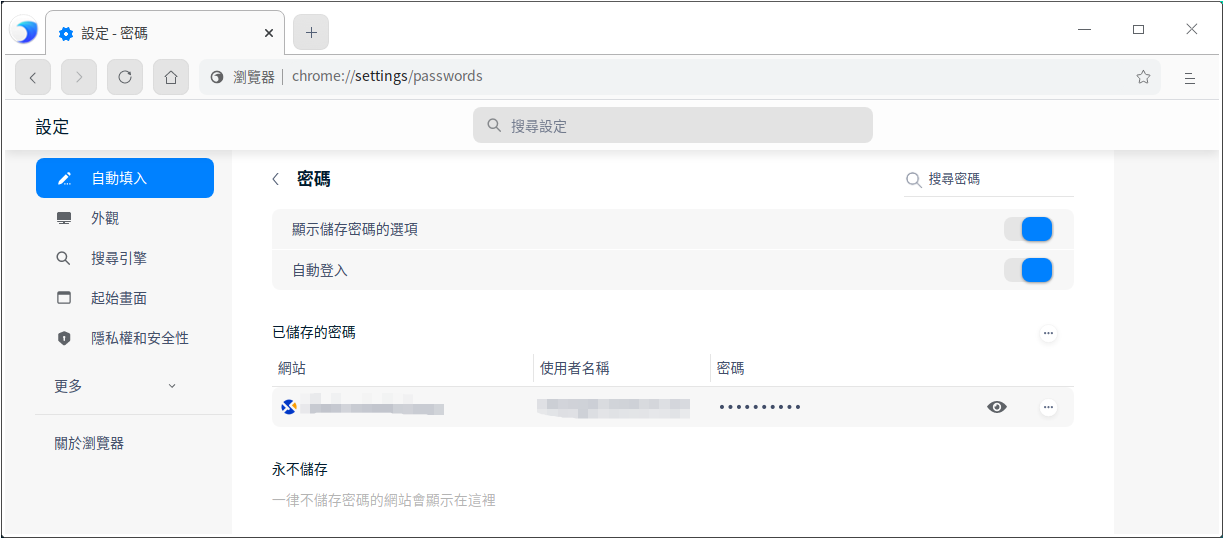 設定 - 密碼
瀏覽器 | chrome://settings/passwords
設定
搜尋設定
自動填入
外觀
搜尋引擎
起始畫面
隱私權和安全性
更多
關於瀏覽器
密碼
搜尋密碼
顯示儲存密碼的選項
自動登入
已儲存的密碼
網站 使用者名稱 密碼
••••••••••
永不儲存
一律不儲存密碼的網站會顯示在這裡